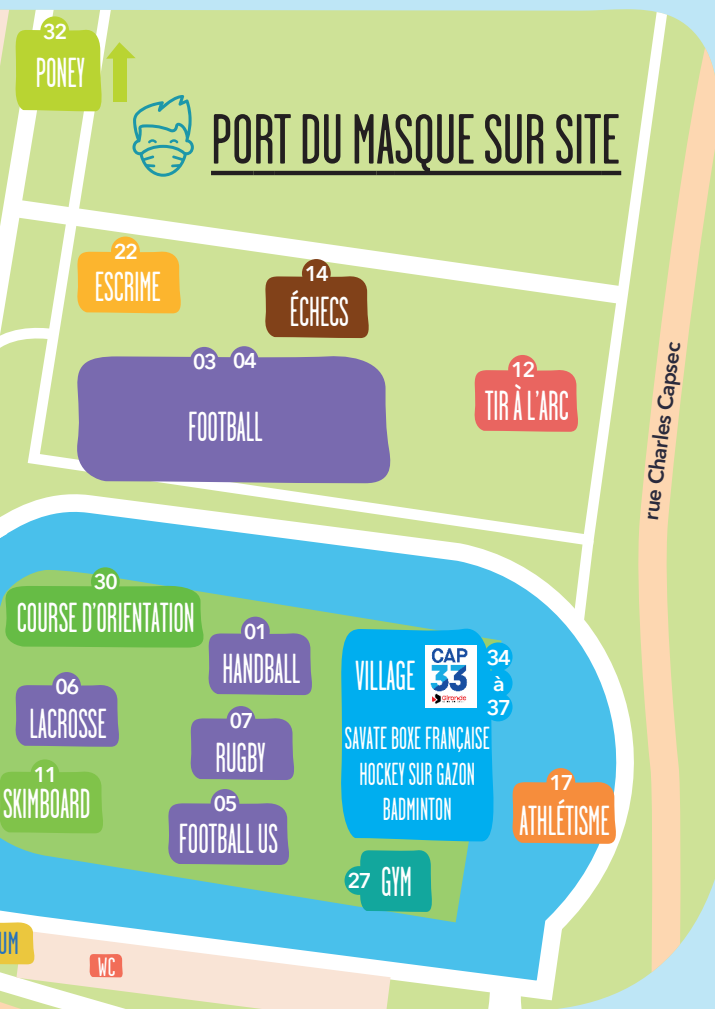 32
PONEY
PORT DU MASQUE SUR SITE
22
ESCRIME
14
ÉCHECS
03 04
FOOTBALL
12
TIR À L'ARC
rue Charles Capsec
30
COURSE D'ORIENTATION
01
HANDBALL
VILLAGE
CAP
33
Gironde
34
à
37
SAVATE BOXE FRANÇAISE
HOCKEY SUR GAZON
BADMINTON
06
LACROSSE
07
RUGBY
11
SKIMBOARD
05
FOOTBALL US
17
ATHLÉTISME
27 GYM
UM
WC